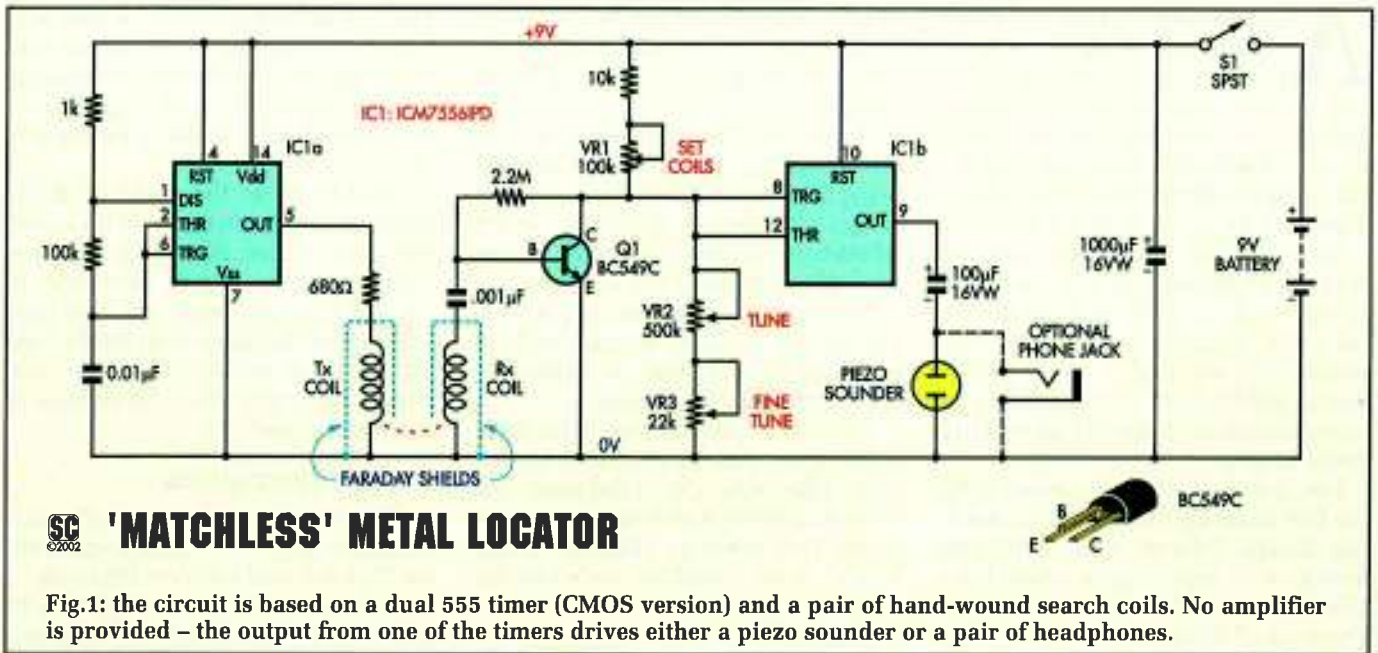 +9V
1k
4
14
IC1a
RST
Vdd
1
DIS
2
THR
OUT
5
6
TRG
Vss
7
100k
0.01µF
IC1: ICM7556IPD
680Ω
Tx
COIL
Rx
COIL
FARADAY SHIELDS
2.2M
.001µF
10k
VR1
100k
SET
COILS
B
C
E
Q1
BC549C
VR2
500k
TUNE
VR3
22k
FINE
TUNE
0V
10
IC1b
RST
8
TRG
12
THR
OUT
9
100µF
16VW
+
–
PIEZO
SOUNDER
OPTIONAL
PHONE JACK
1000µF
16VW
+
–
S1
SPST
+
9V
BATTERY
–
B
E
C
BC549C
SC
©2002
'MATCHLESS' METAL LOCATOR
Fig.1: the circuit is based on a dual 555 timer (CMOS version) and a pair of hand-wound search coils. No amplifier
is provided – the output from one of the timers drives either a piezo sounder or a pair of headphones.